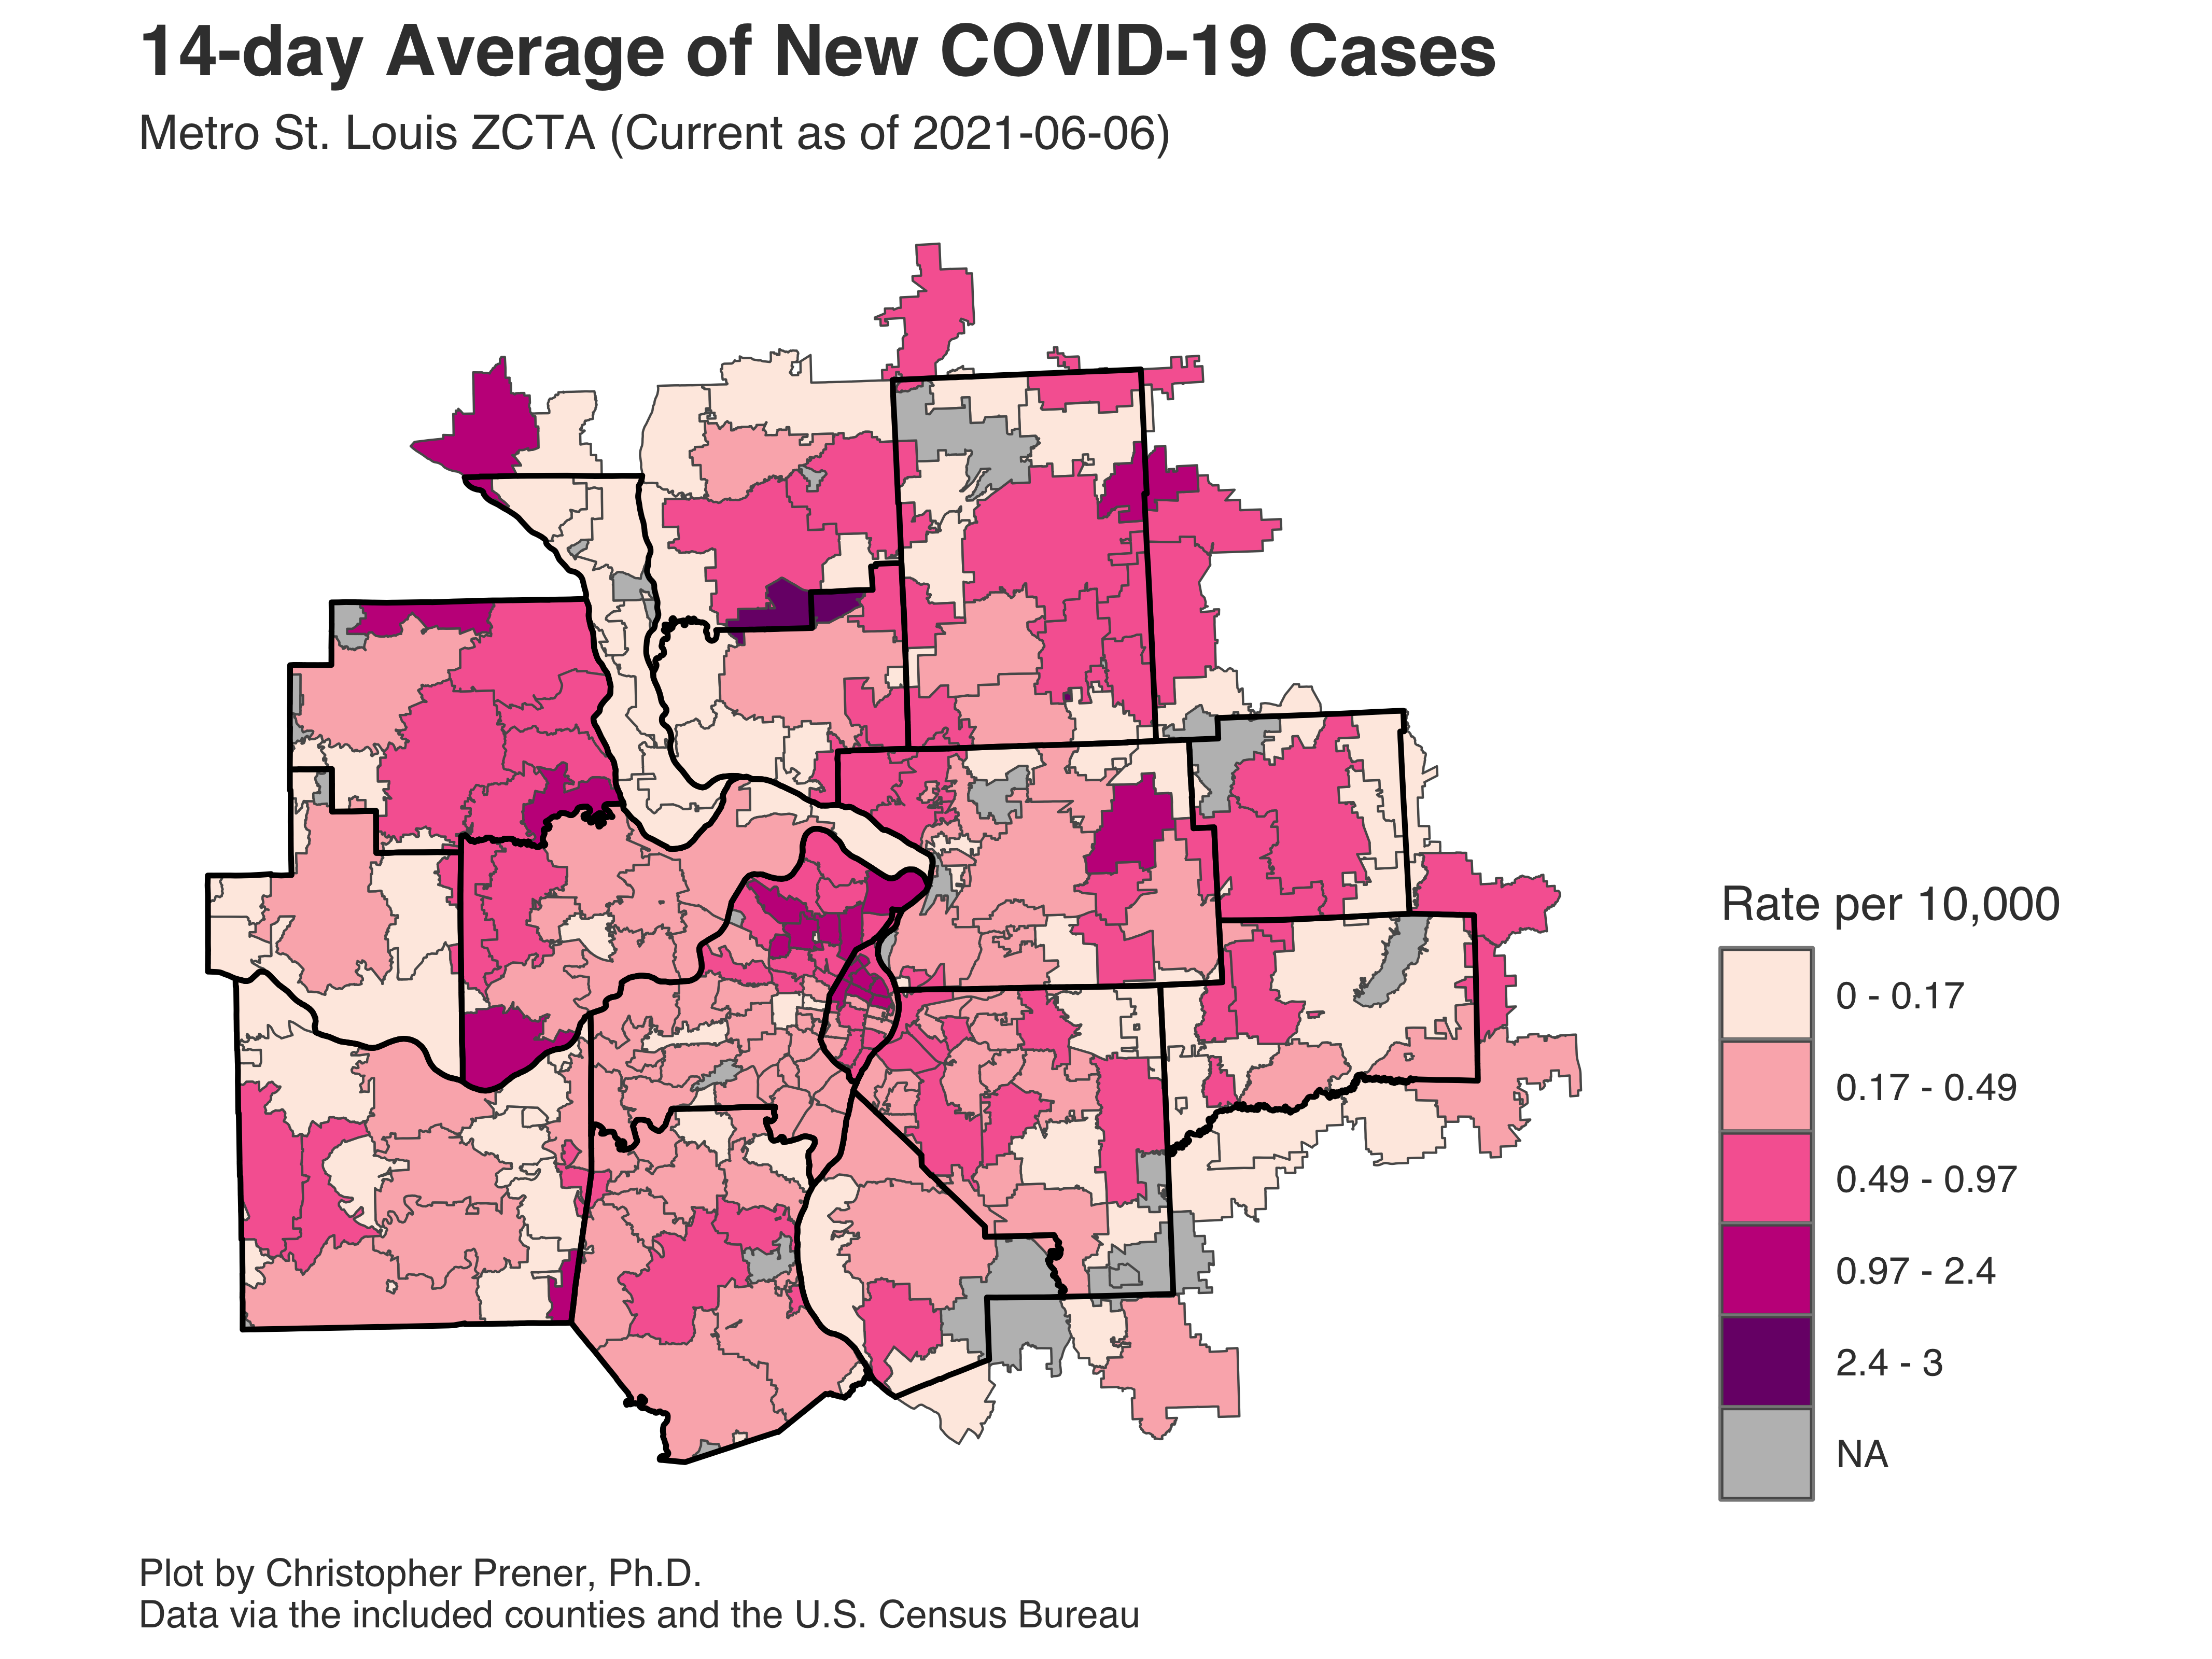 14-day Average of New COVID-19 Cases
Metro St. Louis ZCTA (Current as of 2021-06-06)
Rate per 10,000
0 - 0.17
0.17 - 0.49
0.49 - 0.97
0.97 - 2.4
2.4 - 3
NA
Plot by Christopher Prener, Ph.D.
Data via the included counties and the U.S. Census Bureau